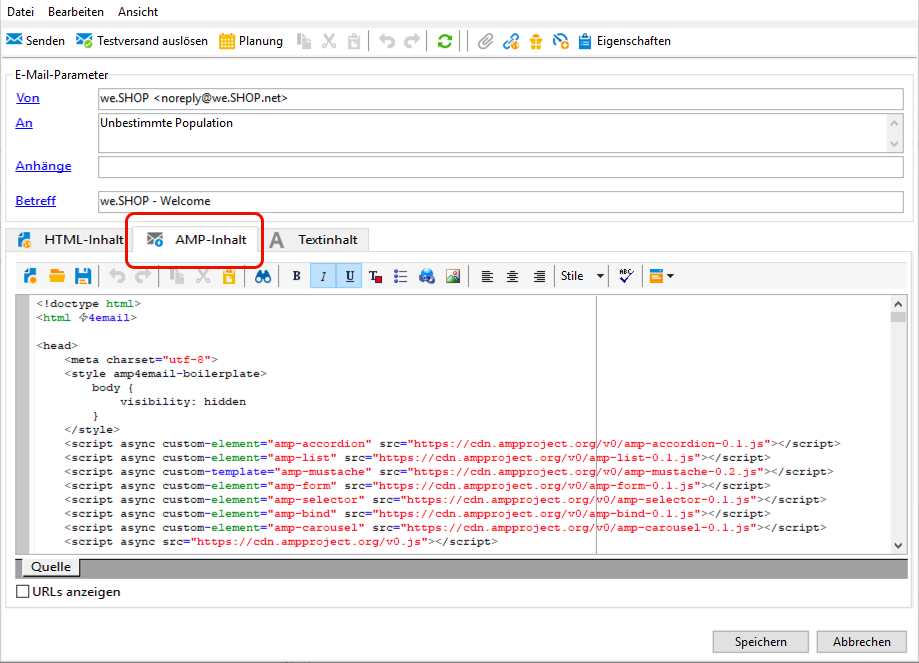 Datei Bearbeiten Ansicht
Senden Testversand auslösen Planung Eigenschaften
E-Mail-Parameter
Von we.SHOP <noreply@we.SHOP.net>
An Unbestimmte Population
Anhänge
Betreff we.SHOP - Welcome
HTML-Inhalt AMP-Inhalt A Textinhalt
B I U T Stile ABC
<!doctype html>
<html ⚡4email>
<head>
<meta charset="utf-8">
<style amp4email-boilerplate>
body {
visibility: hidden
}
</style>
<script async custom-element="amp-accordion" src="https://cdn.ampproject.org/v0/amp-accordion-0.1.js"></script>
<script async custom-element="amp-list" src="https://cdn.ampproject.org/v0/amp-list-0.1.js"></script>
<script async custom-template="amp-mustache" src="https://cdn.ampproject.org/v0/amp-mustache-0.2.js"></script>
<script async custom-element="amp-form" src="https://cdn.ampproject.org/v0/amp-form-0.1.js"></script>
<script async custom-element="amp-selector" src="https://cdn.ampproject.org/v0/amp-selector-0.1.js"></script>
<script async custom-element="amp-bind" src="https://cdn.ampproject.org/v0/amp-bind-0.1.js"></script>
<script async custom-element="amp-carousel" src="https://cdn.ampproject.org/v0/amp-carousel-0.1.js"></script>
<script async src="https://cdn.ampproject.org/v0.js"></script>
Quelle
URLs anzeigen
Speichern Abbrechen